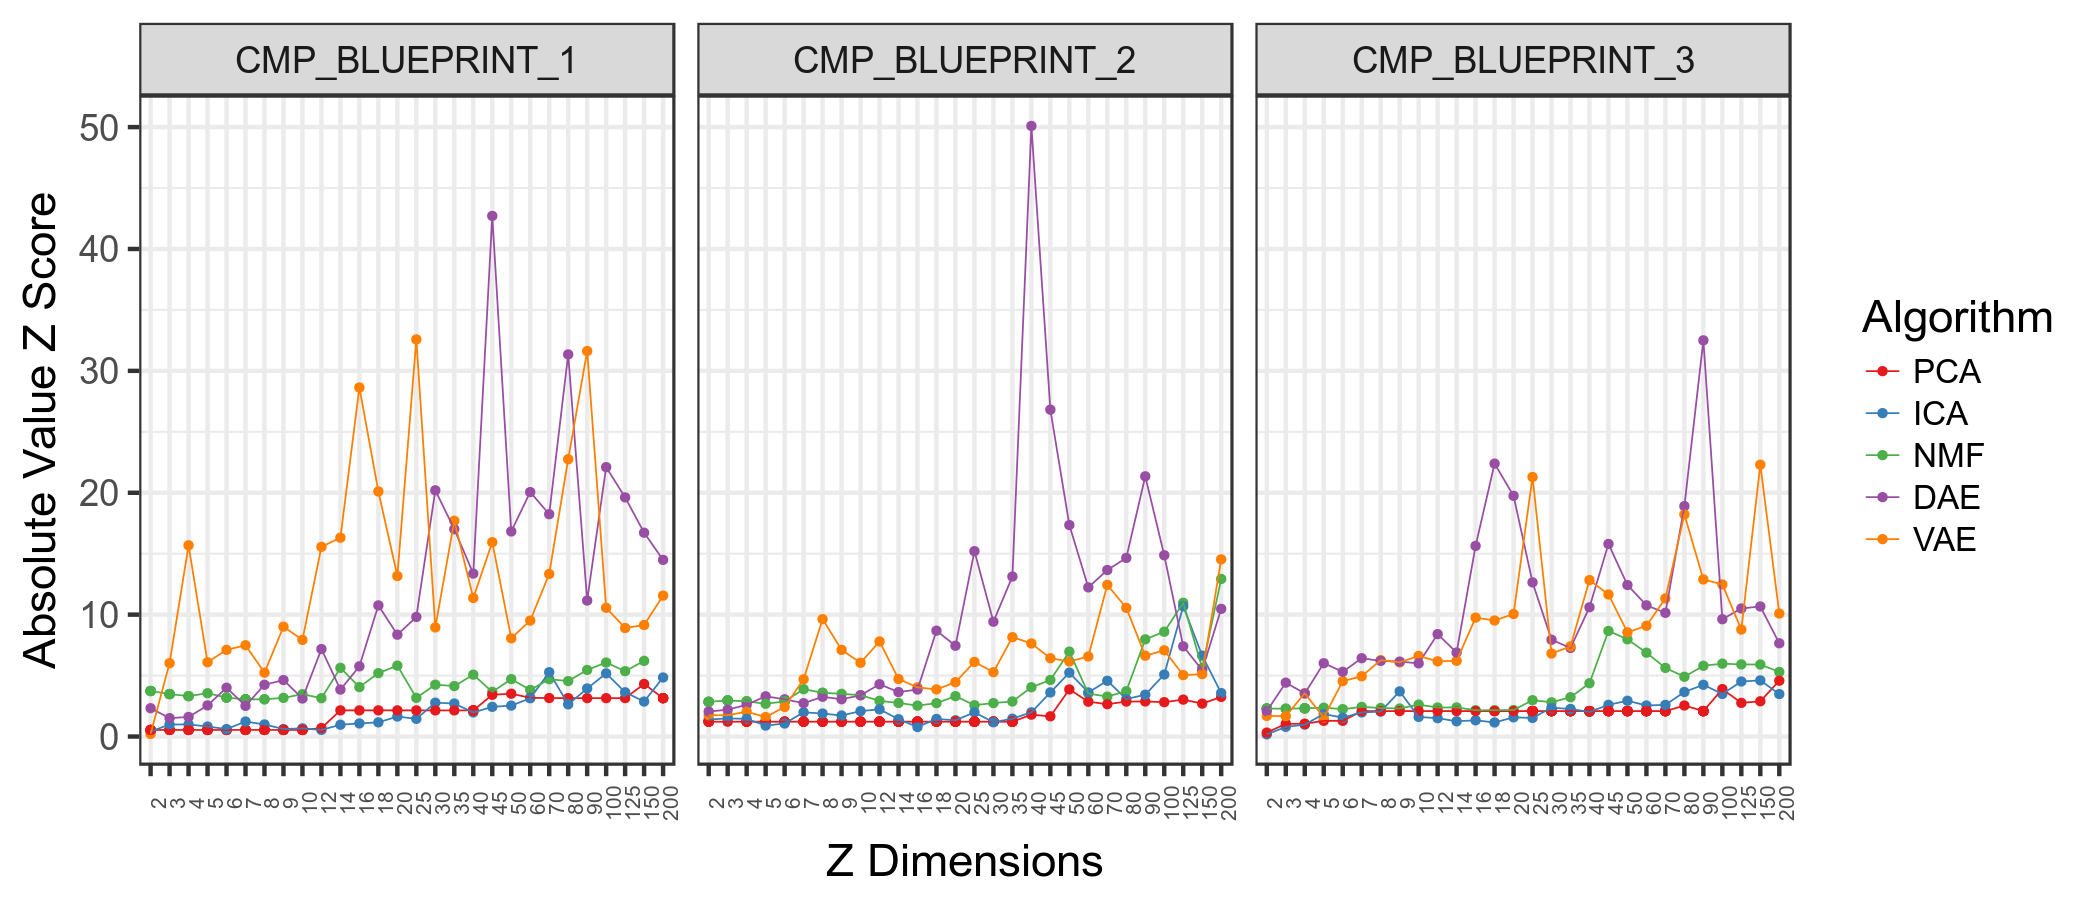 CMP_BLUEPRINT_1 CMP_BLUEPRINT_2 CMP_BLUEPRINT_3
Absolute Value Z Score
50
40
30
20
10
0
2 3 4 5 6 7 8 9 10 12 14 16 18 20 25 30 35 40 45 50 60 70 80 90 100 125 150 200
2 3 4 5 6 7 8 9 10 12 14 16 18 20 25 30 35 40 45 50 60 70 80 90 100 125 150 200
2 3 4 5 6 7 8 9 10 12 14 16 18 20 25 30 35 40 45 50 60 70 80 90 100 125 150 200
Z Dimensions
Algorithm
PCA
ICA
NMF
DAE
VAE